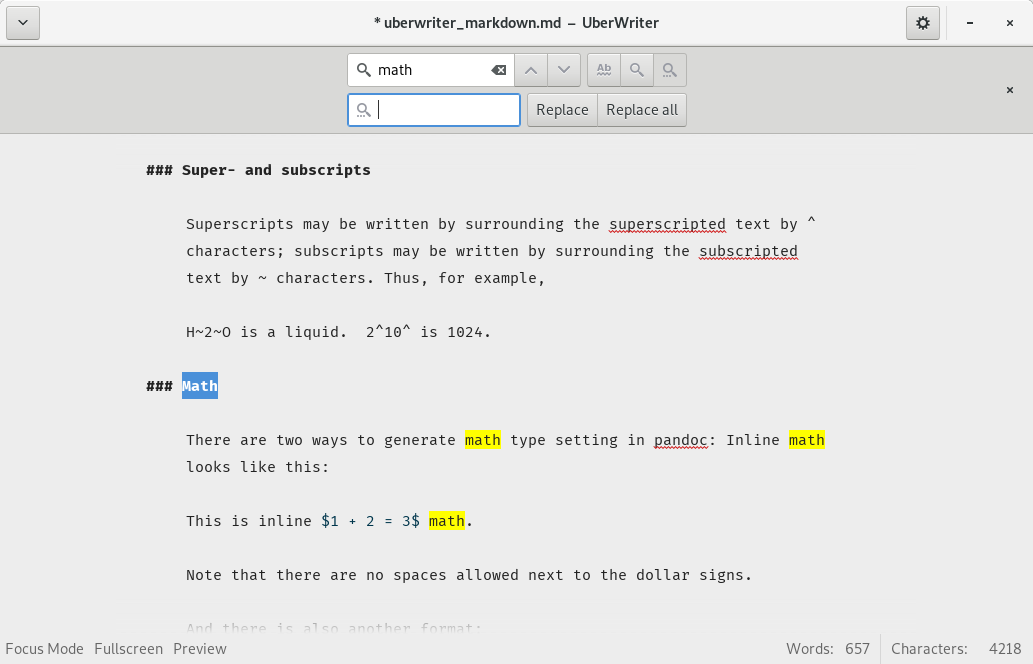 * uberwriter_markdown.md – UberWriter
math
Ab
Replace Replace all
### Super- and subscripts
Superscripts may be written by surrounding the superscripted text by ^
characters; subscripts may be written by surrounding the subscripted
text by ~ characters. Thus, for example,
H~2~O is a liquid.  2^10^ is 1024.
### Math
There are two ways to generate math type setting in pandoc: Inline math
looks like this:
This is inline $1 + 2 = 3$ math.
Note that there are no spaces allowed next to the dollar signs.
And there is also another format:
Focus Mode Fullscreen Preview Words: 657 Characters: 4218